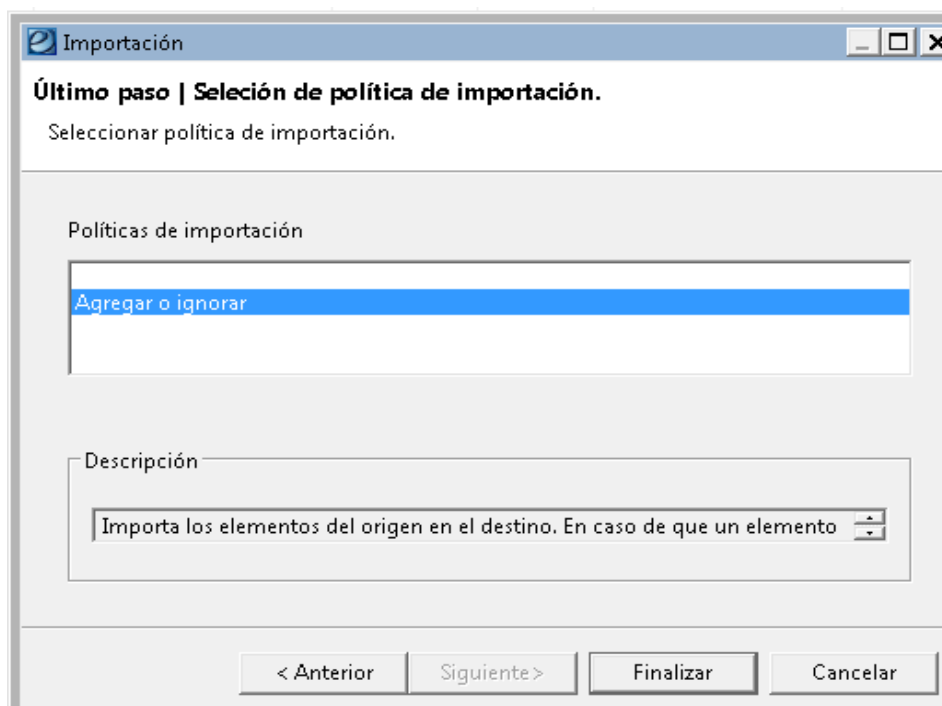 Importación
Último paso | Seleción de política de importación.
Seleccionar política de importación.
Políticas de importación
Agregar o ignorar
Descripción
Importa los elementos del origen en el destino. En caso de que un elemento
< Anterior
Siguiente >
Finalizar
Cancelar